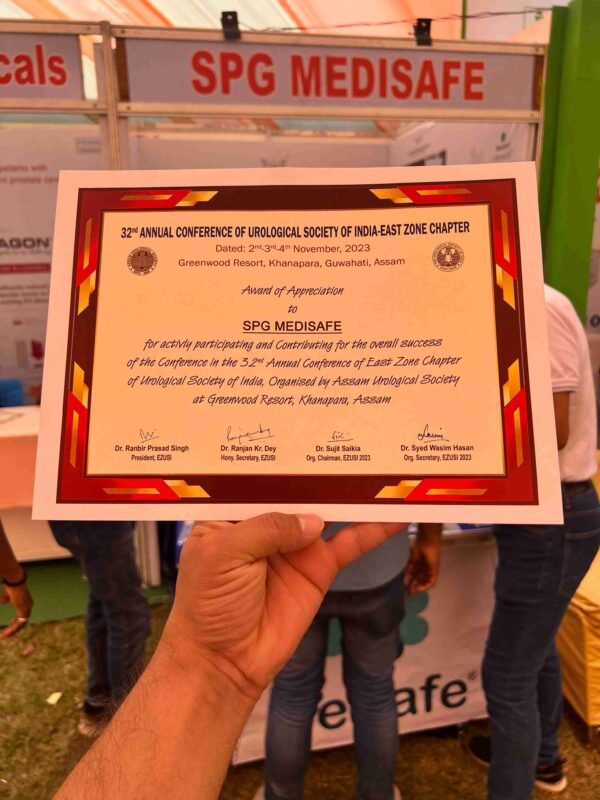 cals
SPG MEDISAFE
AGON
32nd ANNUAL CONFERENCE OF UROLOGICAL SOCIETY OF INDIA-EAST ZONE CHAPTER
Dated: 2nd-3rd-4th November, 2023
Greenwood Resort, Khanapara, Guwahati, Assam
Award of Appreciation
to
SPG MEDISAFE
for activly participating and Contributing for the overall success
of the Conference in the 32nd Annual Conference of East Zone Chapter
of Urological Society of India, Organised by Assam Urological Society
at Greenwood Resort, Khanapara, Assam
Dr. Ranbir Prasad Singh
President, EZUSI
Dr. Ranjan Kr. Dey
Hony. Secretary, EZUSI
Dr. Sujit Saikia
Org. Chairman, EZUSI 2023
Dr. Syed Wasim Hasan
Org. Secretary, EZUSI 2023
afe®